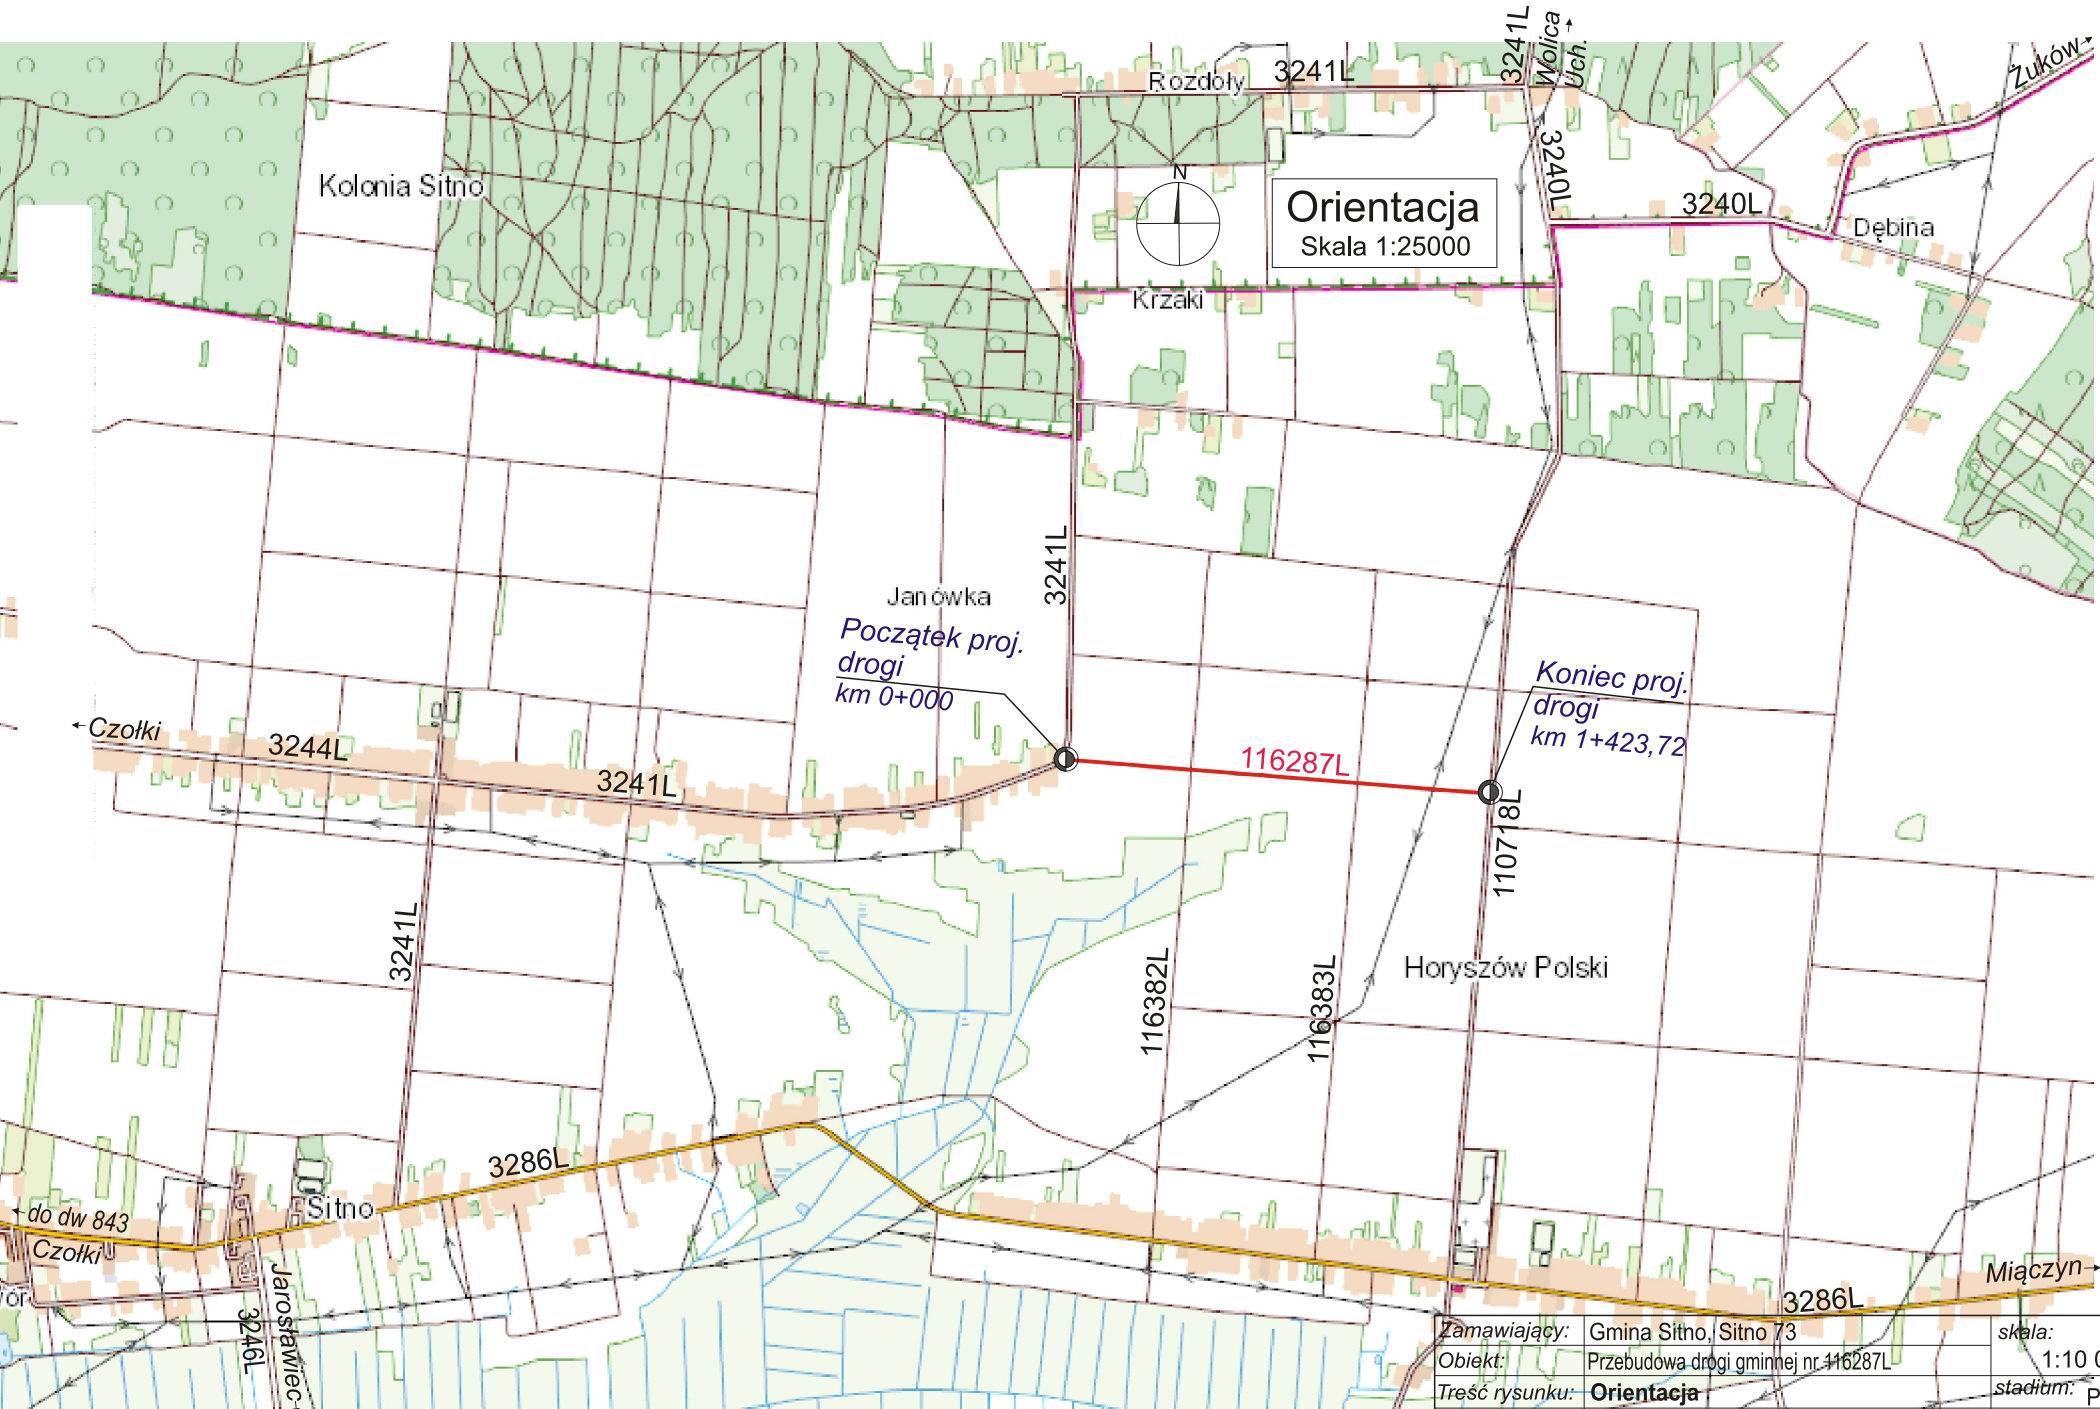 3241L
Wolica
Uch.
Żuków
Rozdoły
3241L
Kolonia Sitno
N
Orientacja
Skala 1:25000
3240L
3240L
Dębina
Krzaki
3241L
Janówka
Początek proj.
drogi
km 0+000
Koniec proj.
drogi
km 1+423,72
Czołki
3244L
3241L
116287L
110718L
3241L
116382L
116383L
Horyszów Polski
3286L
Sitno
do dw 843
Czołki
Jarosławiec
3246L
Miączyn
3286L
Zamawiający: Gmina Sitno, Sitno 73 skala:
Obiekt: Przebudowa drogi gminnej nr 116287L 1:10 0
Treść rysunku: Orientacja stadium: P